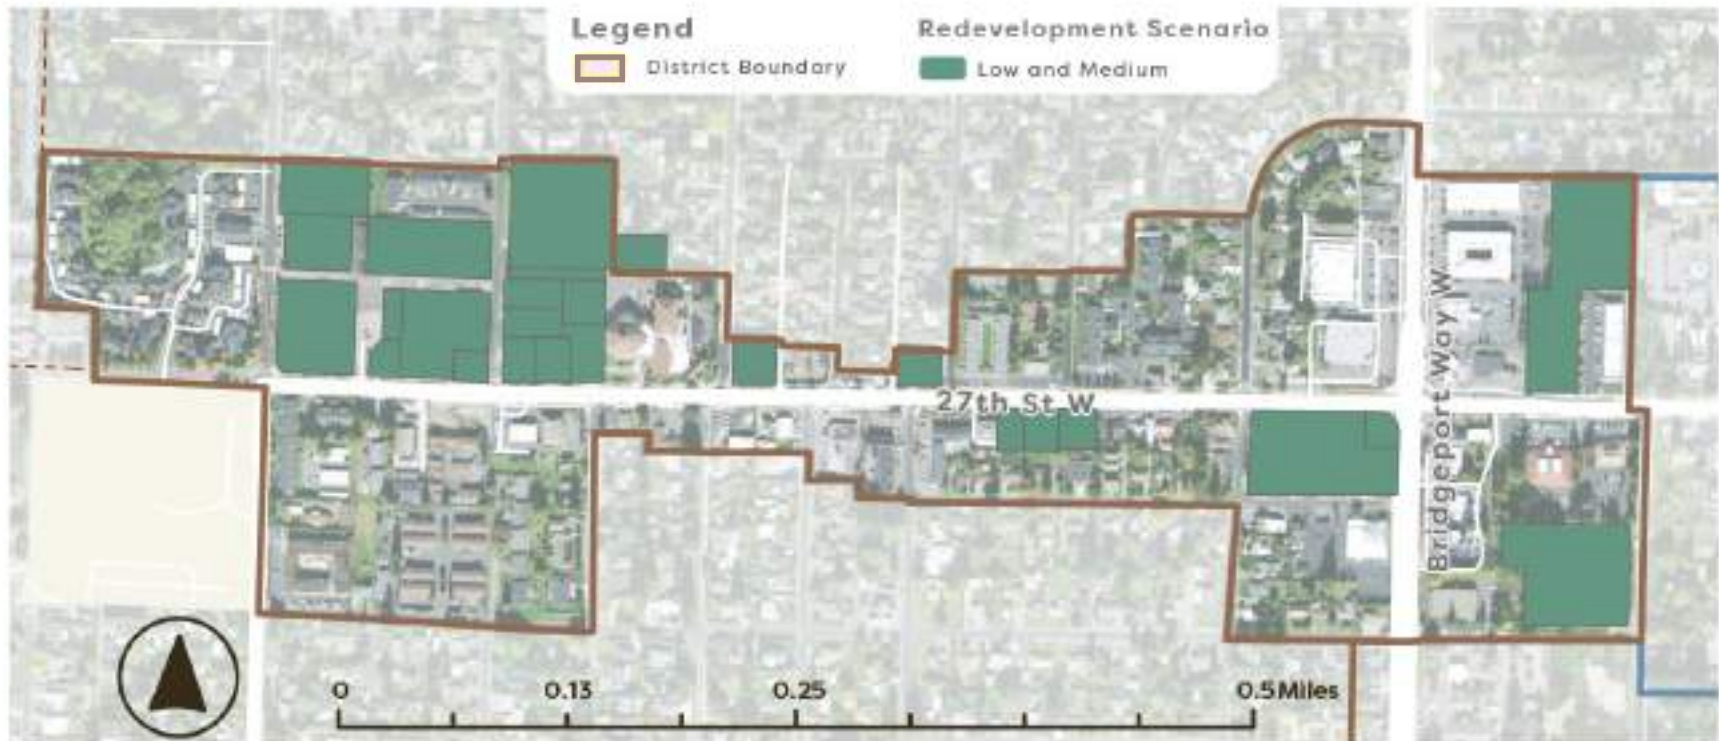 Legend
Redevelopment Scenario
District Boundary
Low and Medium
27th St W
Bridgeport Way W
0
0.13
0.25
0.5Miles